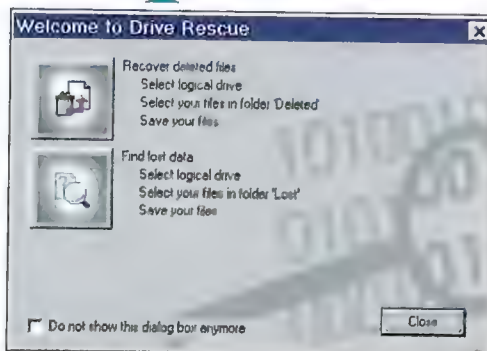 Welcome to Drive Rescue
Recover deleted files
Select logical drive
Select your files in folder 'Deleted'
Save your files
Find lost data
Select logical drive
Select your files in folder 'Lost'
Save your files
Do not show this dialog box anymore
Close